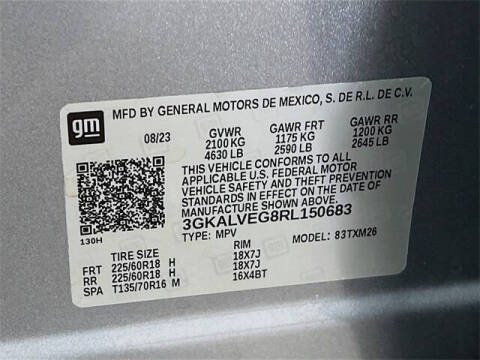 gm
MFD BY GENERAL MOTORS DE MEXICO, S. DE R.L. DE C.V.
08/23 GVWR GAWR FRT GAWR RR
2100 KG 1175 KG 1200 KG
4630 LB 2590 LB 2645 LB
THIS VEHICLE CONFORMS TO ALL
APPLICABLE U.S. FEDERAL MOTOR
VEHICLE SAFETY AND THEFT PREVENTION
STANDARDS IN EFFECT ON THE DATE OF
MANUFACTURE SHOWN ABOVE.
3GKALVEG8RL150683
130H
TYPE: MPV MODEL: 83TXM26
TIRE SIZE RIM
FRT 225/60R18 H 18X7J
RR 225/60R18 H 18X7J
SPA T135/70R16 M 16X4BT